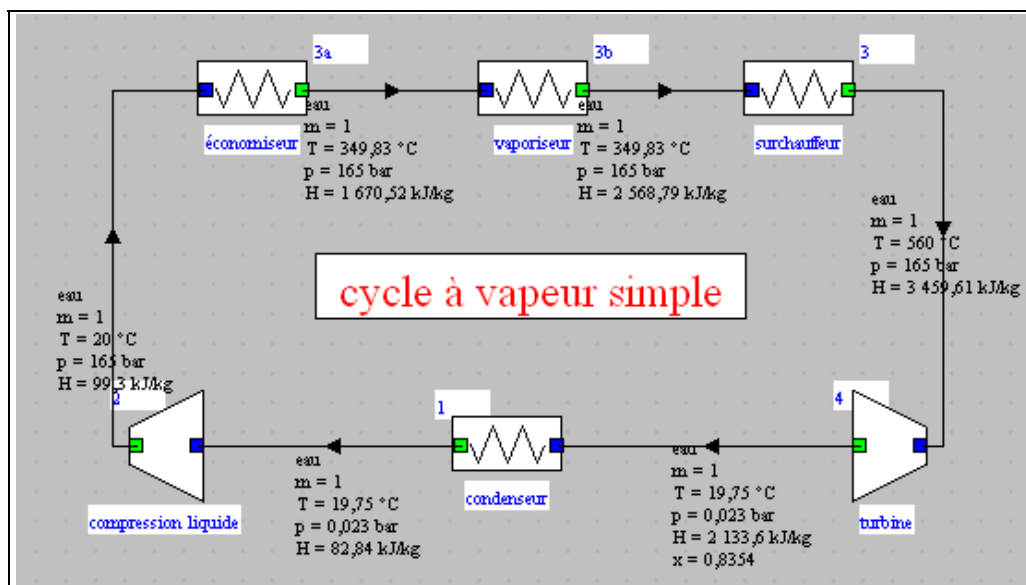 3a
3b
3
économiseur
vaporiseur
surchauffeur
eau
m = 1
T = 349,83 °C
p = 165 bar
H = 1 670,52 kJ/kg
eau
m = 1
T = 349,83 °C
p = 165 bar
H = 2 568,79 kJ/kg
eau
m = 1
T = 560 °C
p = 165 bar
H = 3 459,61 kJ/kg
cycle à vapeur simple
eau
m = 1
T = 20 °C
p = 165 bar
H = 99,3 kJ/kg
2
1
4
compression liquide
condenseur
turbine
eau
m = 1
T = 19,75 °C
p = 0,023 bar
H = 82,84 kJ/kg
eau
m = 1
T = 19,75 °C
p = 0,023 bar
H = 2 133,6 kJ/kg
x = 0,8354